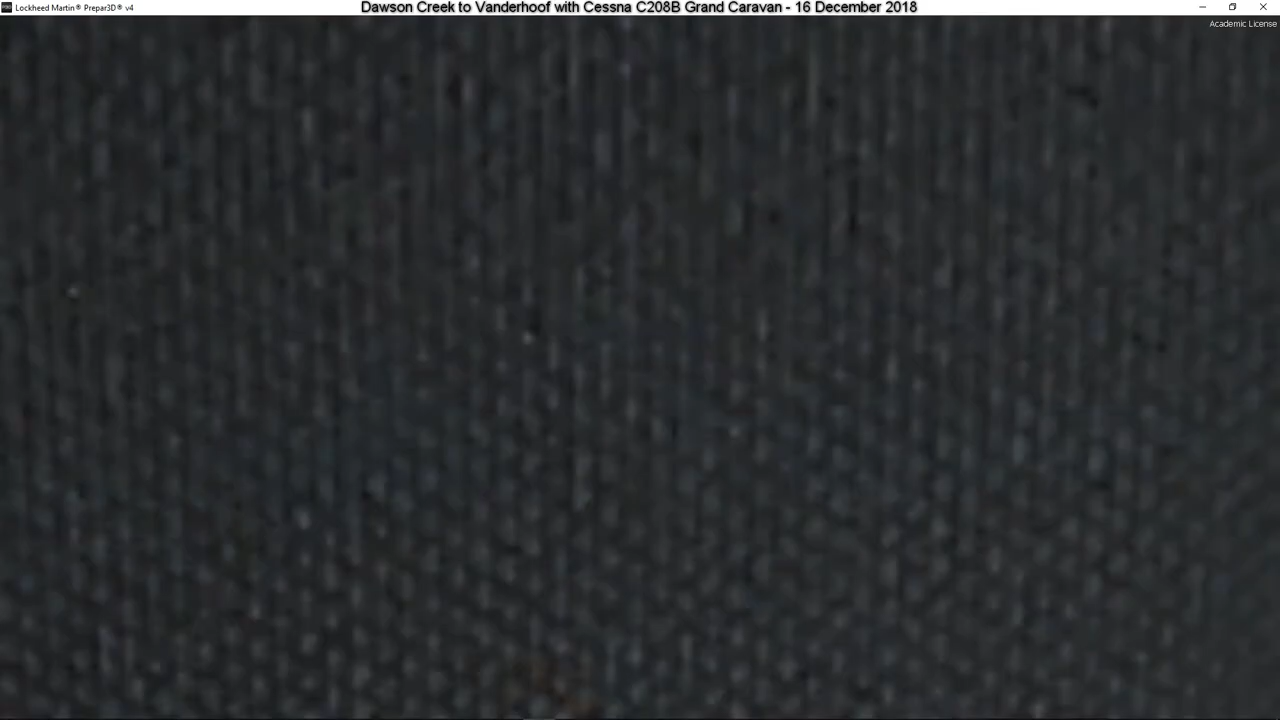 Lockheed Martin® Prepar3D® v4
Dawson Creek to Vanderhoof with Cessna C208B Grand Caravan - 16 December 2018
Academic License